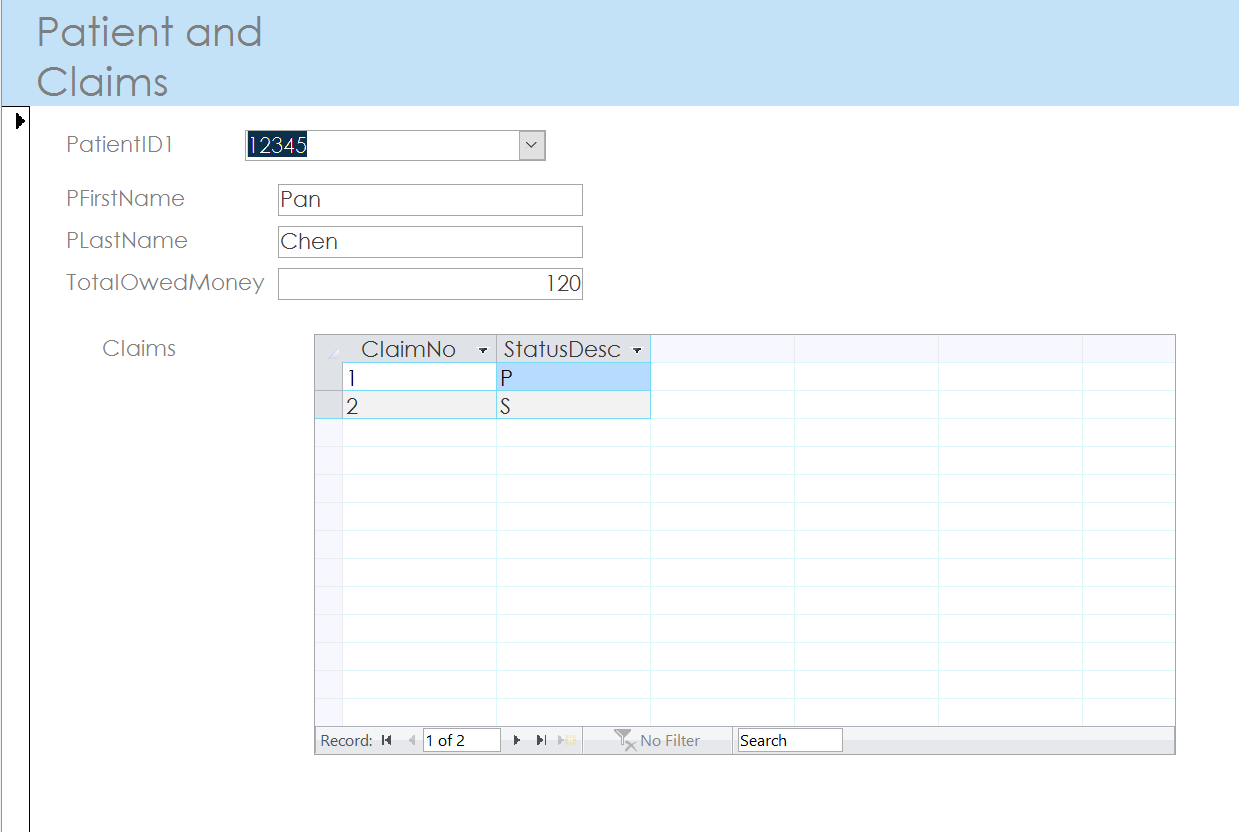 Patient and
Claims
PatientID1 12345
PFirstName Pan
PLastName Chen
TotalOwedMoney 120
Claims
ClaimNo StatusDesc
1 P
2 S
Record: 1 of 2 No Filter Search